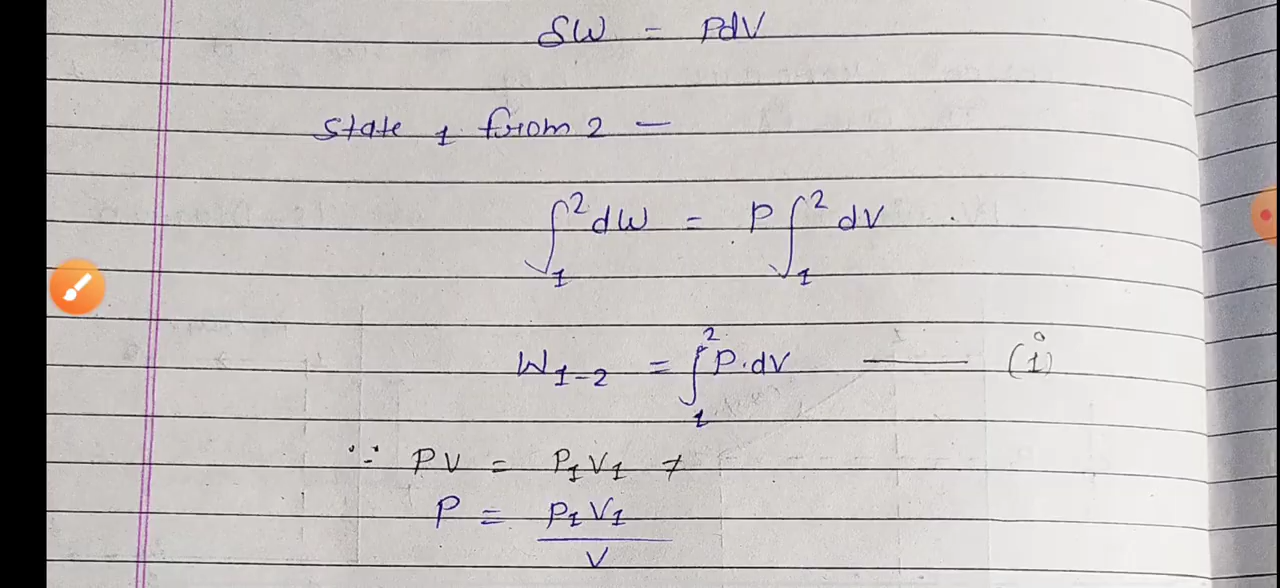 δW = PdV
State 1 from 2 —
∫₁² dW = P ∫₁² dV
W₁₋₂ = ∫₁² P.dV —— (i)
∵ PV = P₁V₁
P = P₁V₁
V